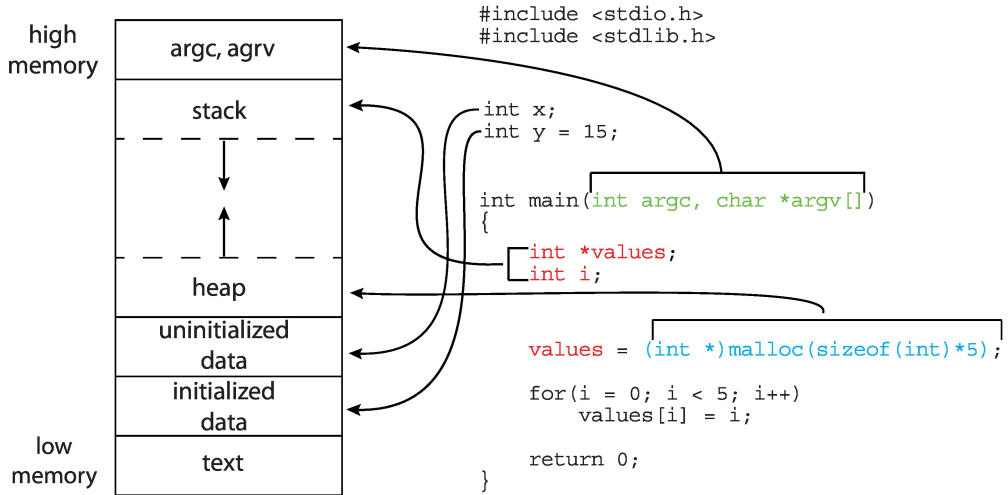 high
memory
argc, agrv
stack
heap
uninitialized
data
initialized
data
low
memory
text
#include <stdio.h>
#include <stdlib.h>
int x;
int y = 15;
int main(int argc, char *argv[])
{
int *values;
int i;
values = (int *)malloc(sizeof(int)*5);
for(i = 0; i < 5; i++)
values[i] = i;
return 0;
}